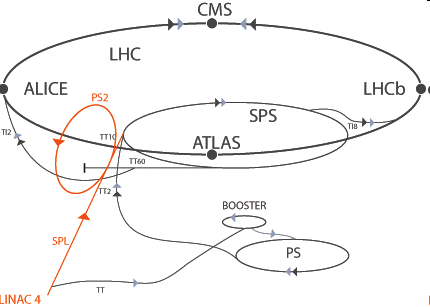 CMS
LHC
ALICE
LHCb
PS2
SPS
TI2
TT10
ATLAS
TI8
TT60
TT2
BOOSTER
SPL
PS
LINAC 4
TT